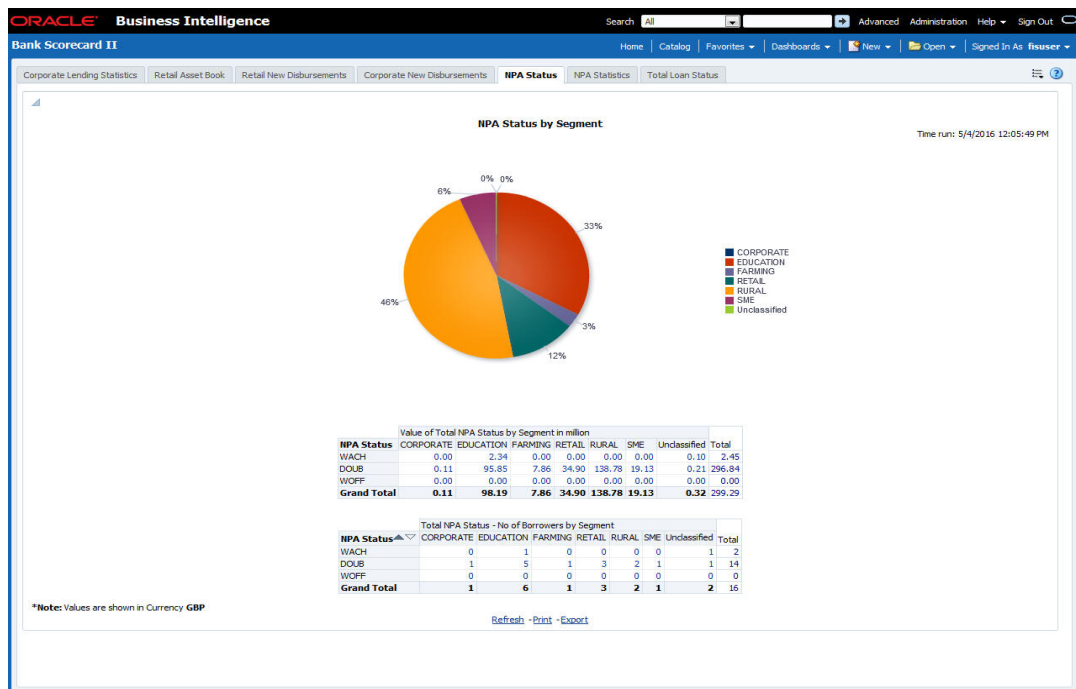 ORACLE Business Intelligence Search All Advanced Administration Help Sign Out
Bank Scorecard II Home Catalog Favorites Dashboards New Open Signed In As fisuser
Corporate Lending Statistics Retail Asset Book Retail New Disbursements Corporate New Disbursements NPA Status NPA Statistics Total Loan Status
NPA Status by Segment
Time run: 5/4/2016 12:05:49 PM
0% 0%
6%
33%
46%
3%
12%
CORPORATE
EDUCATION
FARMING
RETAIL
RURAL
SME
Unclassified
Value of Total NPA Status by Segment in million
NPA Status CORPORATE EDUCATION FARMING RETAIL RURAL SME Unclassified Total
WACH 0.00 2.34 0.00 0.00 0.00 0.00 0.10 2.45
DOUB 0.11 95.85 7.86 34.90 138.78 19.13 0.21 296.84
WOFF 0.00 0.00 0.00 0.00 0.00 0.00 0.00 0.00
Grand Total 0.11 98.19 7.86 34.90 138.78 19.13 0.32 299.29
Total NPA Status - No of Borrowers by Segment
NPA Status CORPORATE EDUCATION FARMING RETAIL RURAL SME Unclassified Total
WACH 0 1 0 0 0 0 1 2
DOUB 1 5 1 3 2 1 1 14
WOFF 0 0 0 0 0 0 0 0
Grand Total 1 6 1 3 2 1 2 16
*Note: Values are shown in Currency GBP
Refresh - Print - Export